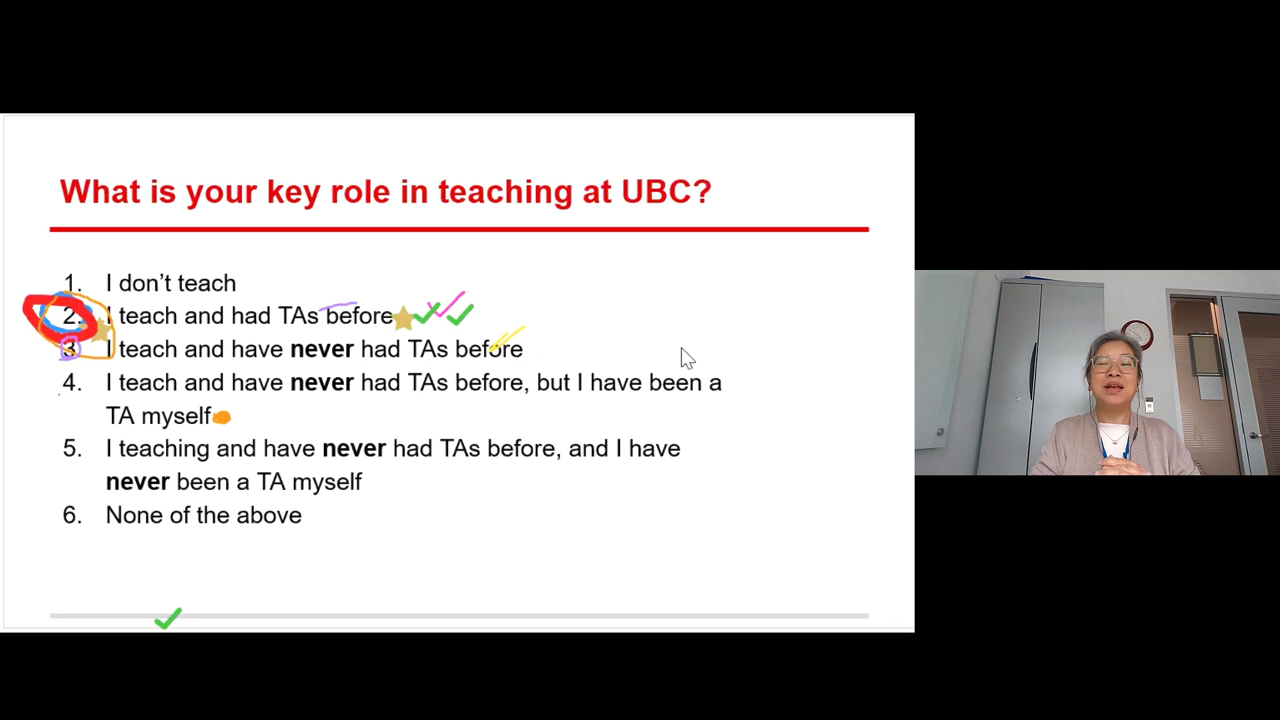 What is your key role in teaching at UBC?
1. I don't teach
2. I teach and had TAs before
3. I teach and have never had TAs before
4. I teach and have never had TAs before, but I have been a
TA myself
5. I teaching and have never had TAs before, and I have
never been a TA myself
6. None of the above